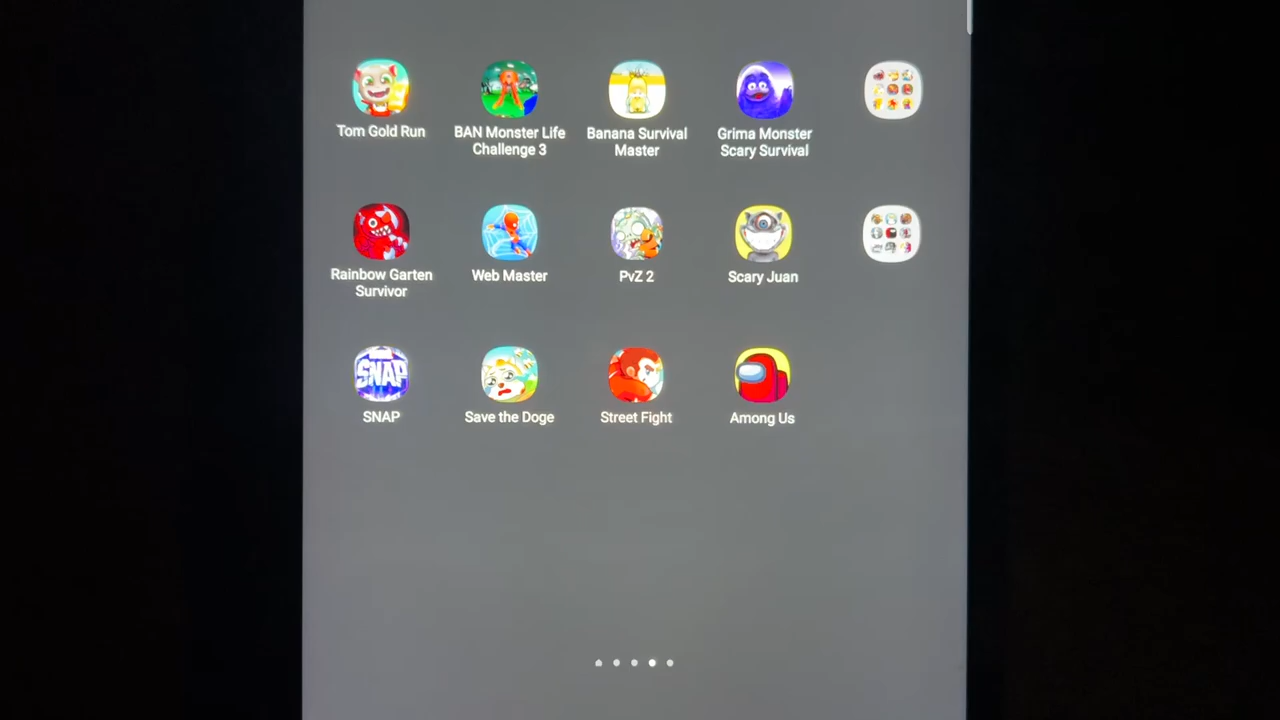 Tom Gold Run
BAN Monster Life
Challenge 3
Banana Survival
Master
Grima Monster
Scary Survival
Rainbow Garten
Survivor
Web Master
PvZ 2
Scary Juan
SNAP
SNAP
Save the Doge
Street Fight
Among Us